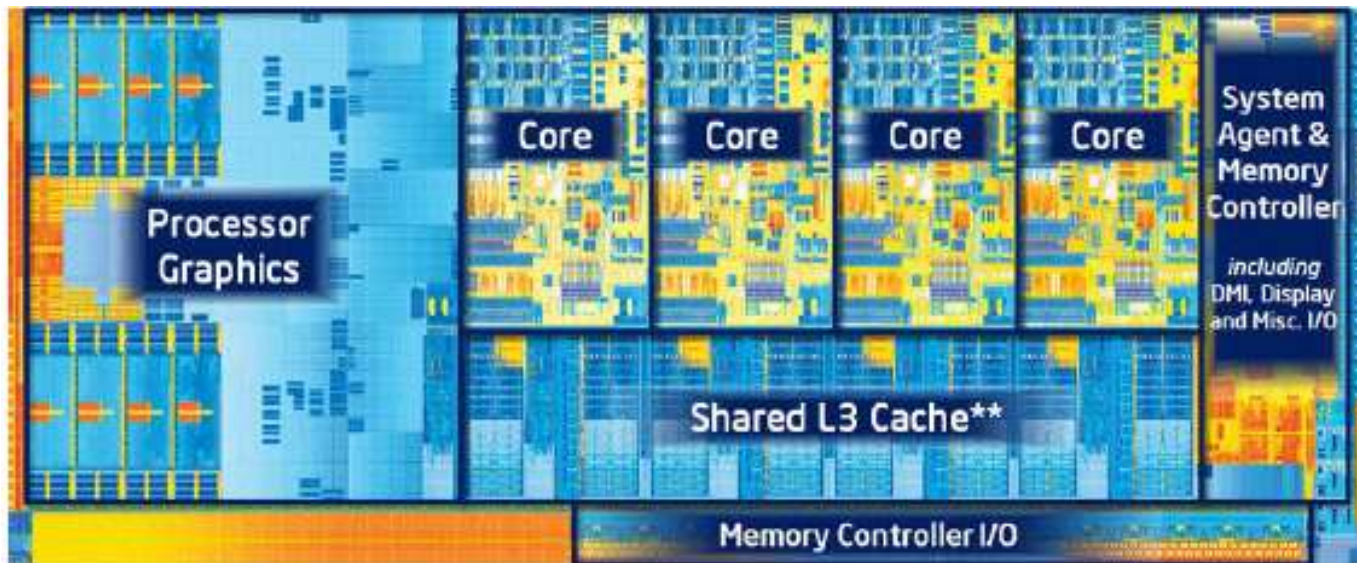 Processor
Graphics
Core
Core
Core
Core
System
Agent &
Memory
Controller
including
DMI, Display
and Misc. I/O
Shared L3 Cache**
Memory Controller I/O